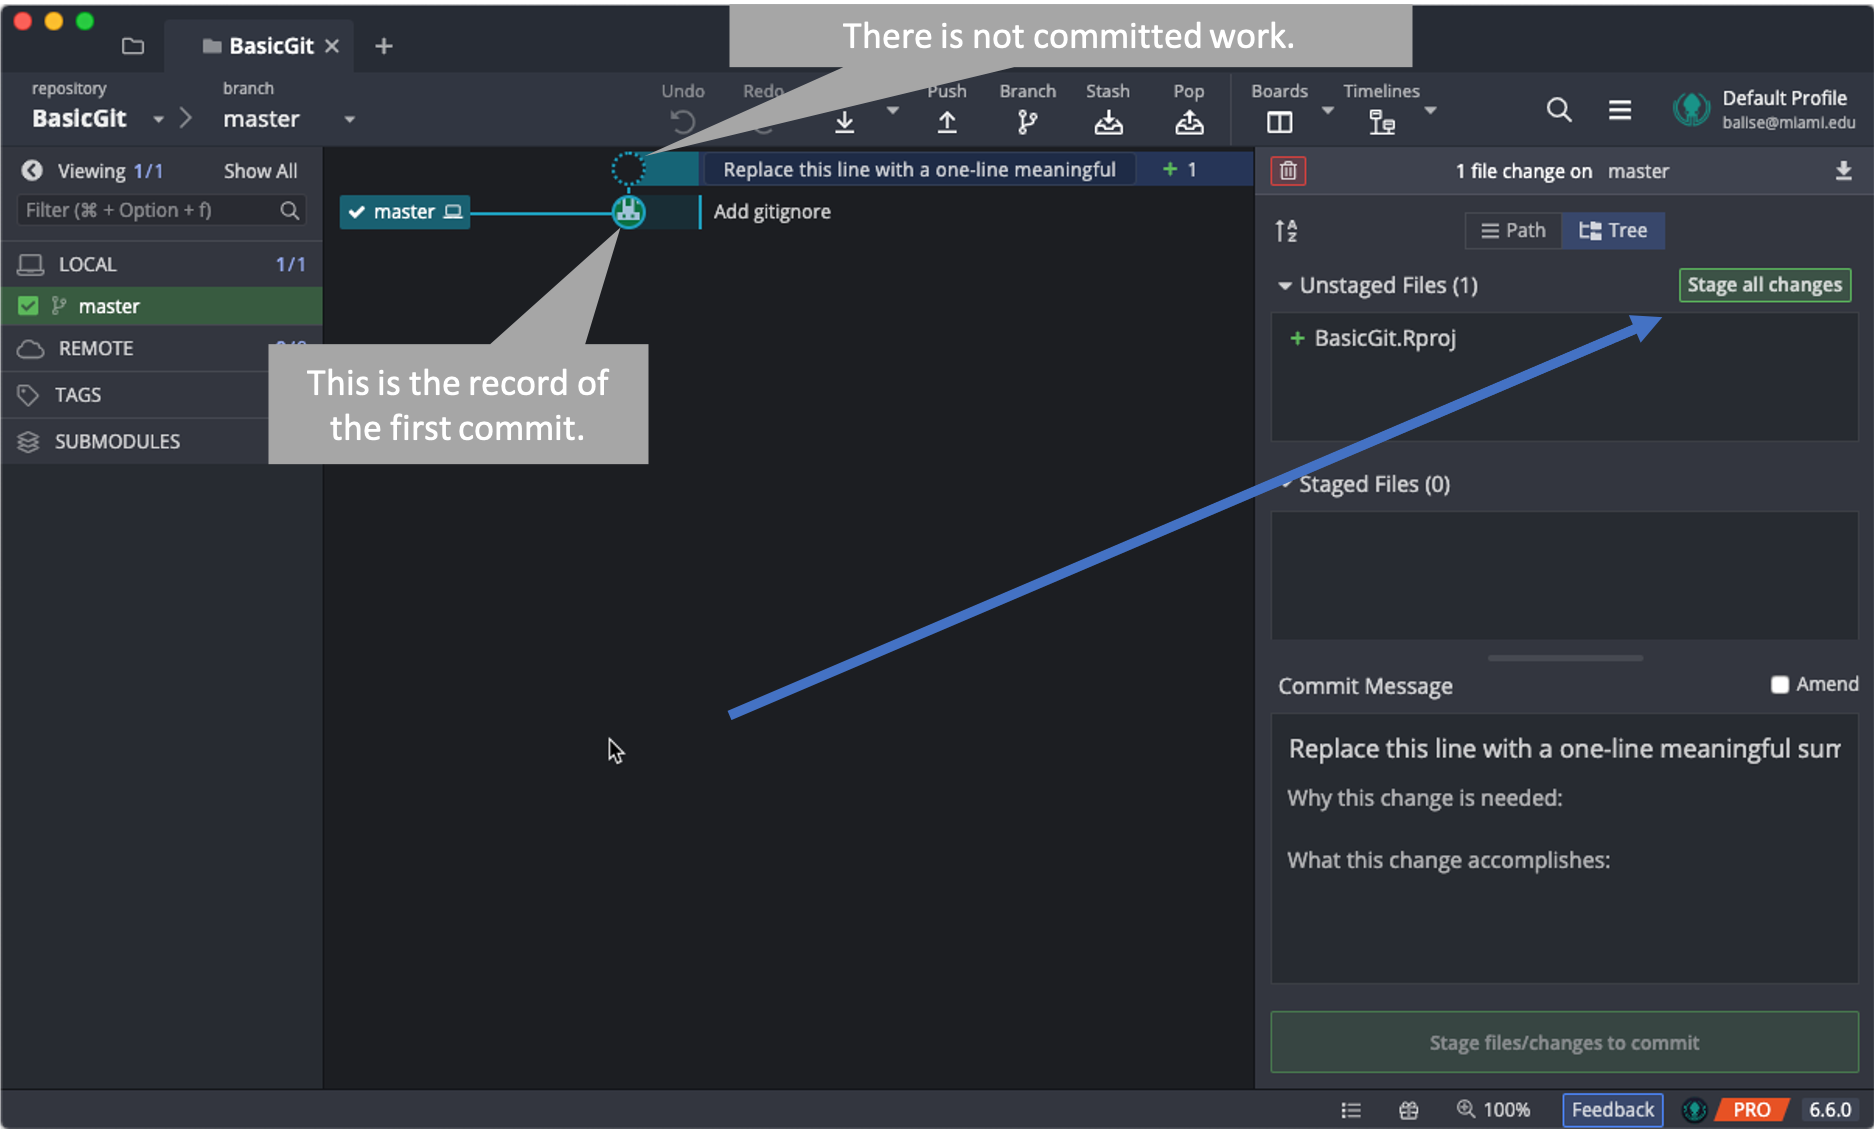 There is not committed work.
BasicGit
repository
BasicGit
branch
master
Undo
Redo
Push
Branch
Stash
Pop
Boards
Timelines
Default Profile
balise@miami.edu
Viewing 1/1
Show All
Filter (⌘ + Option + f)
Replace this line with a one-line meaningful
+ 1
master
Add gitignore
LOCAL 1/1
master
REMOTE
TAGS
SUBMODULES
This is the record of
the first commit.
1 file change on master
Path
Tree
Unstaged Files (1)
Stage all changes
+ BasicGit.Rproj
Staged Files (0)
Commit Message
Amend
Replace this line with a one-line meaningful sum
Why this change is needed:
What this change accomplishes:
Stage files/changes to commit
100%
Feedback
PRO
6.6.0